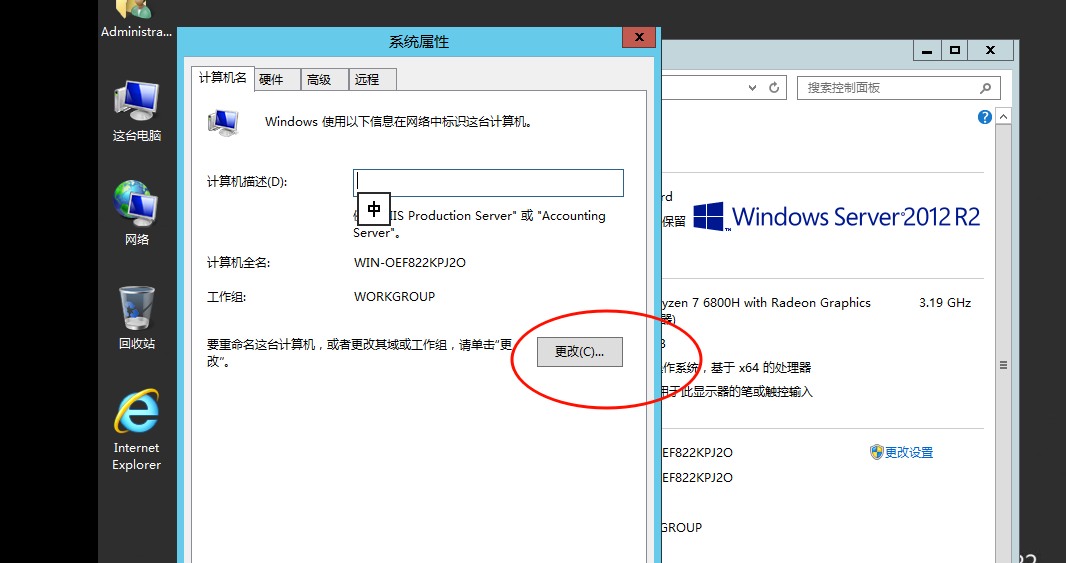 Administra...
这台电脑
网络
回收站
Internet
Explorer
系统属性
计算机名
硬件
高级
远程
Windows 使用以下信息在网络中标识这台计算机。
计算机描述(D):
中
IIS Production Server" 或 "Accounting
Server"。
计算机全名:
WIN-OEF822KPJ2O
工作组:
WORKGROUP
要重命名这台计算机，或者更改其域或工作组，请单击"更
改"。
更改(C)...
搜索控制面板
rd
保留
Windows Server 2012 R2
yzen 7 6800H with Radeon Graphics
3.19 GHz
器)
作系统，基于 x64 的处理器
用于此显示器的笔或触控输入
EF822KPJ2O
更改设置
EF822KPJ2O
GROUP